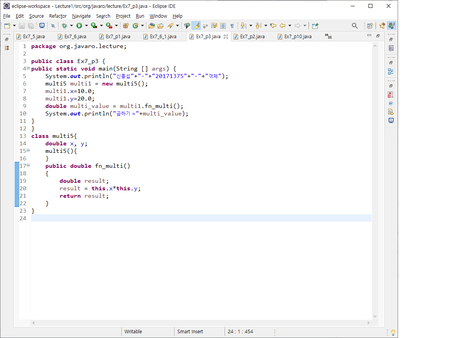 eclipse-workspace - Lecture1/src/org/javaro/lecture/Ex7_p3.java - Eclipse IDE
File Edit Source Refactor Navigate Search Project Run Window Help
Ex7_5.java Ex7_6.java Ex7_p1.java Ex7_6_1.java Ex7_p3.java Ex7_p2.java Ex7_p10.java
1 package org.javaro.lecture;
2
3 public class Ex7_p3 {
4 public static void main(String [] args) {
5 System.out.println("-"+"20171375"+"-"+"");
6 multi5 multi1 = new multi5();
7 multi1.x=10.0;
8 multi1.y=20.0;
9 double multi_value = multi1.fn_multi();
10 System.out.println("곱하기 ="+multi_value);
11 }
12 }
13 class multi5{
14 double x, y;
15 multi5(){
16 }
17 public double fn_multi()
18 {
19 double result;
20 result = this.x*this.y;
21 return result;
22 }
23 }
24
Writable Smart Insert 24 : 1 : 454